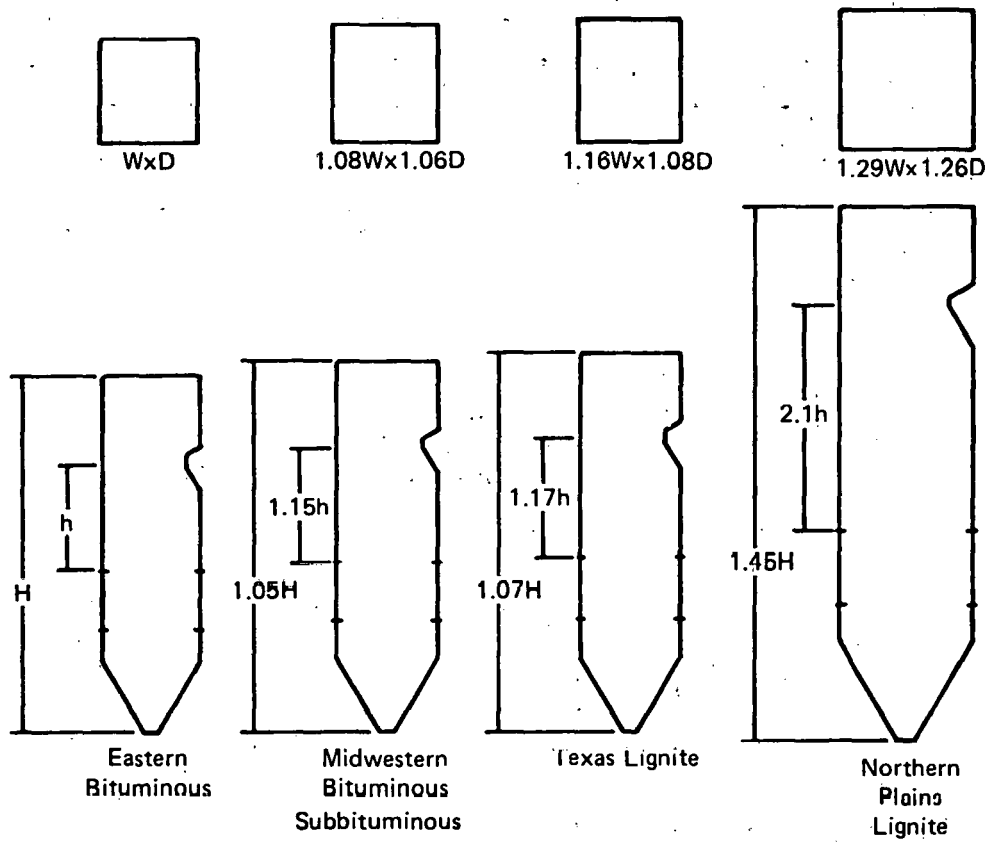 WxD
1.08Wx1.06D
1.16Wx1.08D
1.29Wx1.26D
H
h
1.05H
1.15h
1.07H
1.17h
1.45H
2.1h
Eastern
Bituminous
Midwestern
Bituminous
Subbituminous
Texas Lignite
Northern
Plains
Lignite